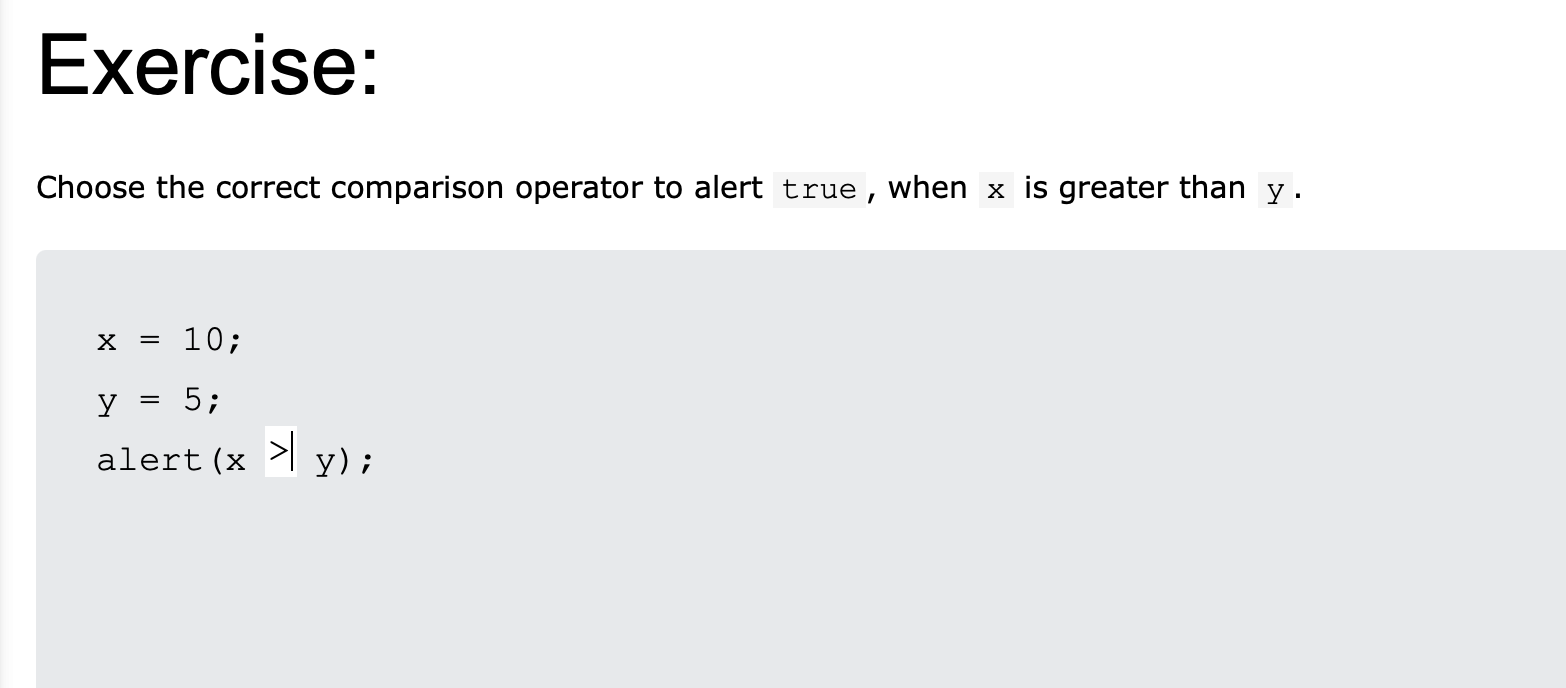 Exercise:
Choose the correct comparison operator to alert true, when x is greater than y.
x = 10;
y = 5;
alert(x > y);